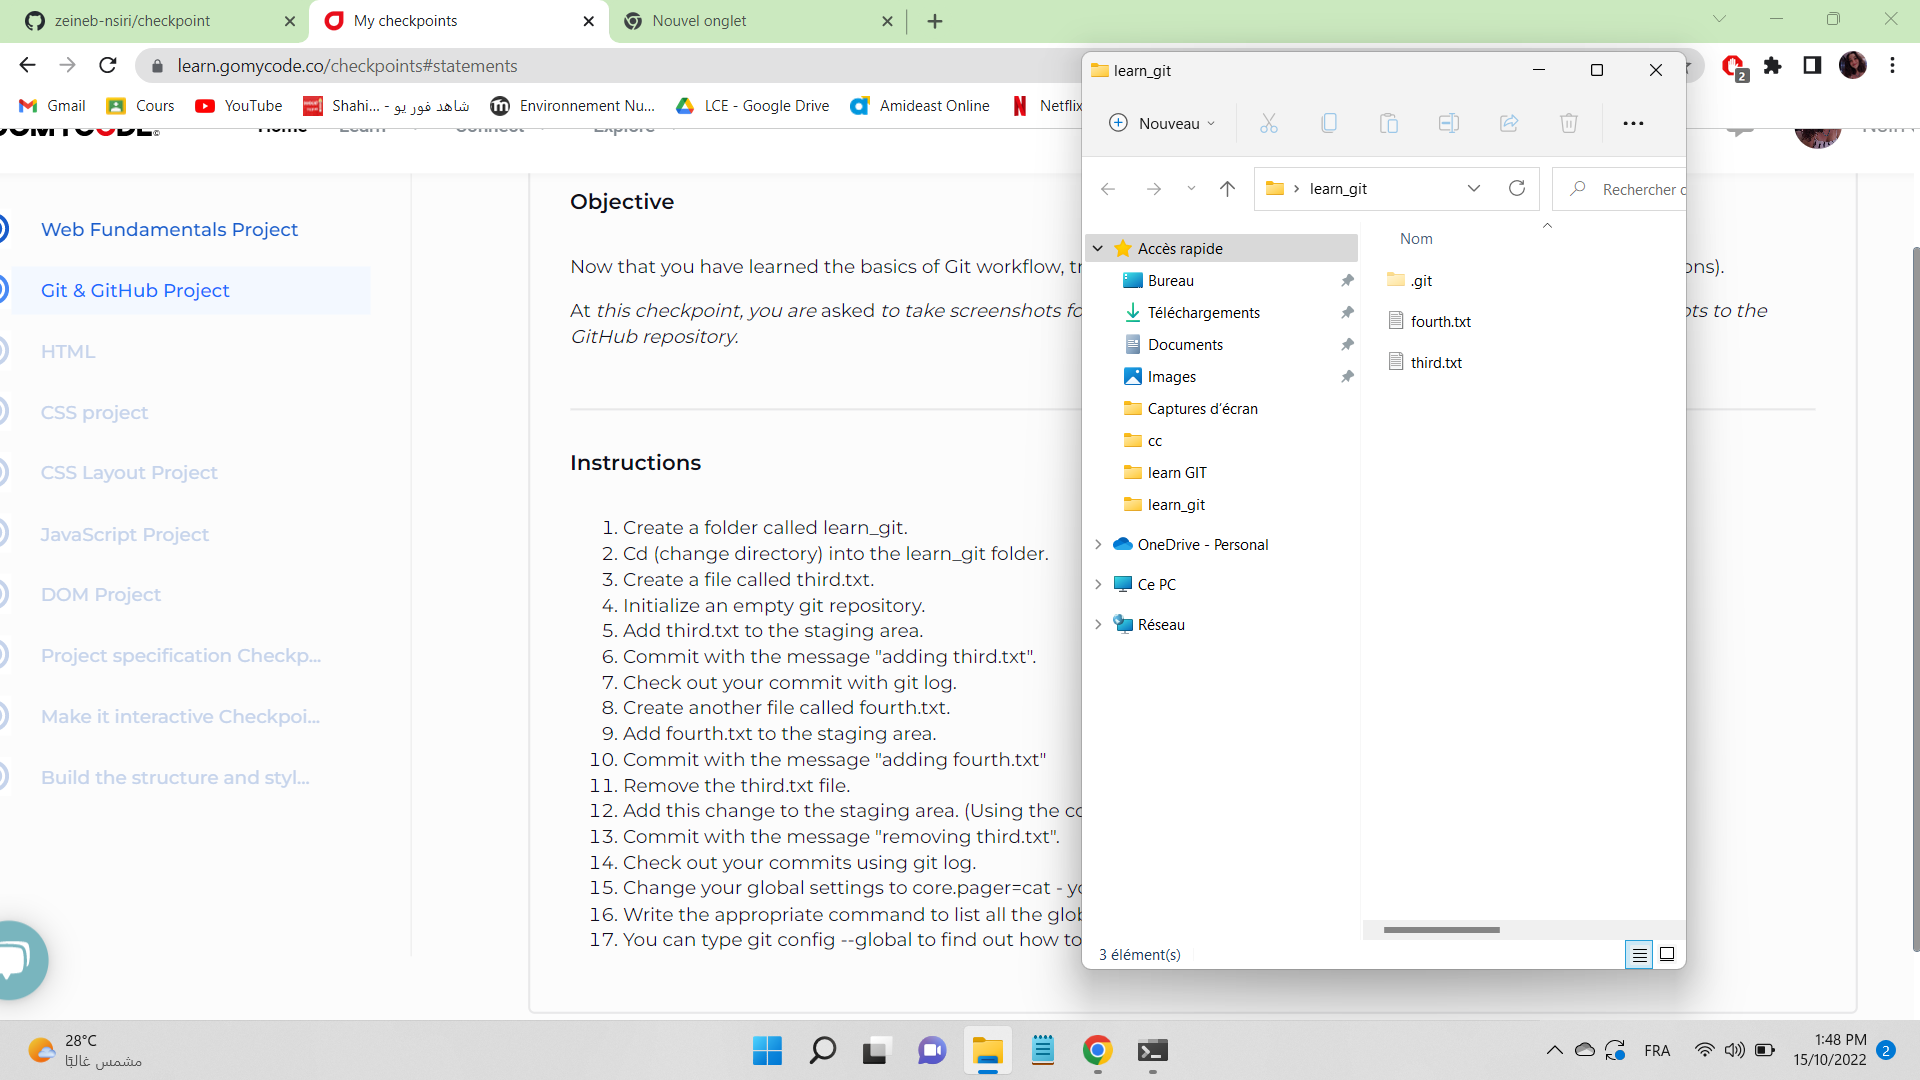 zeineb-nsiri/checkpoint
My checkpoints
Nouvel onglet
learn.gomycode.co/checkpoints#statements
2
Gmail
Cours
YouTube
Shahi... - شاهد فور يو
Environnement Nu...
LCE - Google Drive
Amideast Online
Netflix
Home
Learn
Connect
Explore
Web Fundamentals Project
Git & GitHub Project
HTML
CSS project
CSS Layout Project
JavaScript Project
DOM Project
Project specification Checkp...
Make it interactive Checkpoi...
Build the structure and styl...
Objective
Now that you have learned the basics of Git workflow, tr
ons).
At this checkpoint, you are asked to take screenshots fo
ots to the
GitHub repository.
Instructions
1. Create a folder called learn_git.
2. Cd (change directory) into the learn_git folder.
3. Create a file called third.txt.
4. Initialize an empty git repository.
5. Add third.txt to the staging area.
6. Commit with the message "adding third.txt".
7. Check out your commit with git log.
8. Create another file called fourth.txt.
9. Add fourth.txt to the staging area.
10. Commit with the message "adding fourth.txt"
11. Remove the third.txt file.
12. Add this change to the staging area. (Using the co
13. Commit with the message "removing third.txt".
14. Check out your commits using git log.
15. Change your global settings to core.pager=cat - yo
16. Write the appropriate command to list all the glob
17. You can type git config --global to find out how to
learn_git
Nouveau
learn_git
Rechercher d
Accès rapide
Bureau
Téléchargements
Documents
Images
Captures d'écran
cc
learn GIT
learn_git
OneDrive - Personal
Ce PC
Réseau
Nom
.git
fourth.txt
third.txt
3 élément(s)
28°C
مشمس غالبًا
FRA
1:48 PM
15/10/2022
2